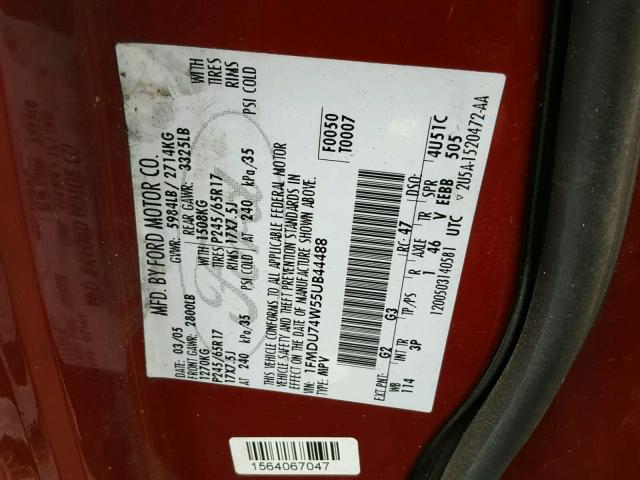 MFD. BY FORD MOTOR CO.
03/05 GVWR: 5984LB / 2714KG
FRONT GAWR: 2800LB REAR GAWR: 3325LB
1270KG WITH 1508KG WITH
P245/65R17 TIRES P245/65R17 TIRES
17X7.5J RIMS 17X7.5J RIMS
AT 240 kPa/35 PSI COLD AT 240 kPa/35 PSI COLD
THIS VEHICLE CONFORMS TO ALL APPLICABLE FEDERAL MOTOR
VEHICLE SAFETY AND THEFT PREVENTION STANDARDS IN
EFFECT ON THE DATE OF MANUFACTURE SHOWN ABOVE.
VIN: 1FMDU74W55UB44488 F0050
TYPE: MPV T0007
EXT PNT: G2 G3 RC: 47 DSO: 4U51C
WB INT TR TP/PS R AXLE TR SPR 505
114 3P 1 46 V EEBB
1200503140581 UTC 2U5A-1520472-AA
1564067047